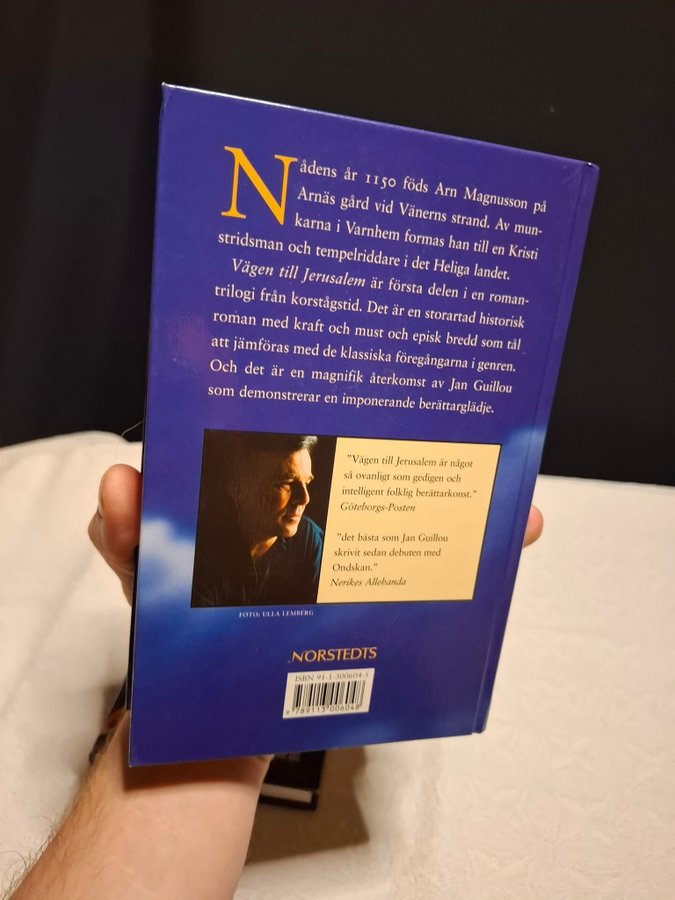 Nådens år 1150 föds Arn Magnusson på
Arnäs gård vid Vänerns strand. Av mun-
karna i Varnhem formas han till en Kristi
stridsman och tempelriddare i det Heliga landet.
Vägen till Jerusalem är första delen i en roman-
trilogi från korstågstid. Det är en storartad historisk
roman med kraft och must och episk bredd som tål
att jämföras med de klassiska föregångarna i genren.
Och det är en magnifik återkomst av Jan Guillou
som demonstrerar en imponerande berättarglädje.
”Vägen till Jerusalem är något
så ovanligt som gedigen och
intelligent folklig berättarkonst.”
Göteborgs-Posten
”det bästa som Jan Guillou
skrivit sedan debuten med
Ondskan.”
Nerikes Allehanda
FOTO: ULLA LEMBERG
NORSTEDTS
ISBN 91-1-300604-5
9 789113 006048